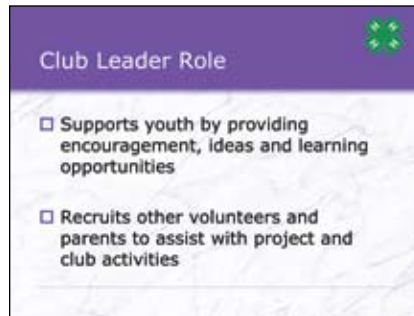 Club Leader Role
Supports youth by providing
encouragement, ideas and learning
opportunities
Recruits other volunteers and
parents to assist with project and
club activities